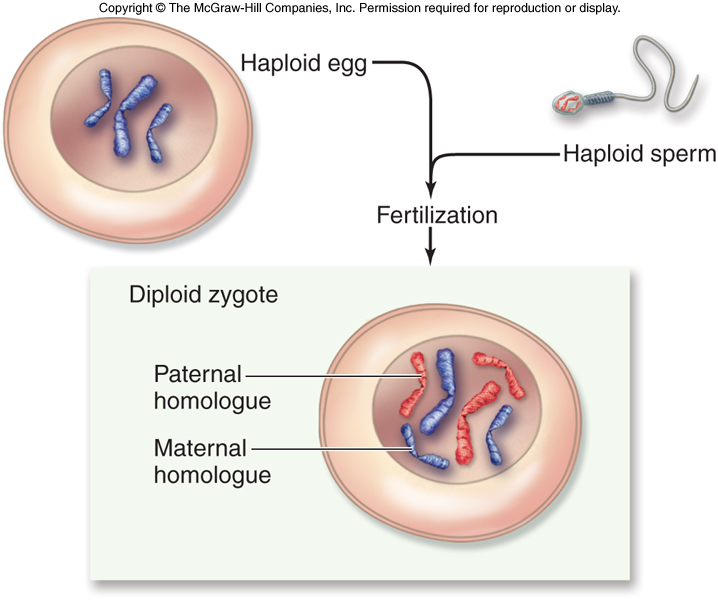 Copyright © The McGraw-Hill Companies, Inc. Permission required for reproduction or display.
Haploid egg
Haploid sperm
Fertilization
Diploid zygote
Paternal
homologue
Maternal
homologue